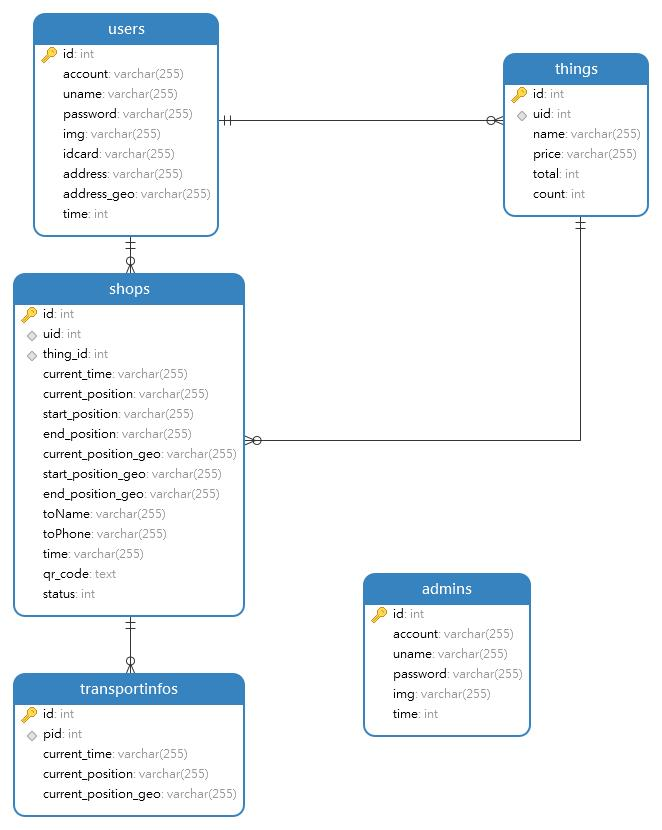 users
id: int
account: varchar(255)
uname: varchar(255)
password: varchar(255)
img: varchar(255)
idcard: varchar(255)
address: varchar(255)
address_geo: varchar(255)
time: int
things
id: int
uid: int
name: varchar(255)
price: varchar(255)
total: int
count: int
shops
id: int
uid: int
thing_id: int
current_time: varchar(255)
current_position: varchar(255)
start_position: varchar(255)
end_position: varchar(255)
current_position_geo: varchar(255)
start_position_geo: varchar(255)
end_position_geo: varchar(255)
toName: varchar(255)
toPhone: varchar(255)
time: varchar(255)
qr_code: text
status: int
admins
id: int
account: varchar(255)
uname: varchar(255)
password: varchar(255)
img: varchar(255)
time: int
transportinfos
id: int
pid: int
current_time: varchar(255)
current_position: varchar(255)
current_position_geo: varchar(255)